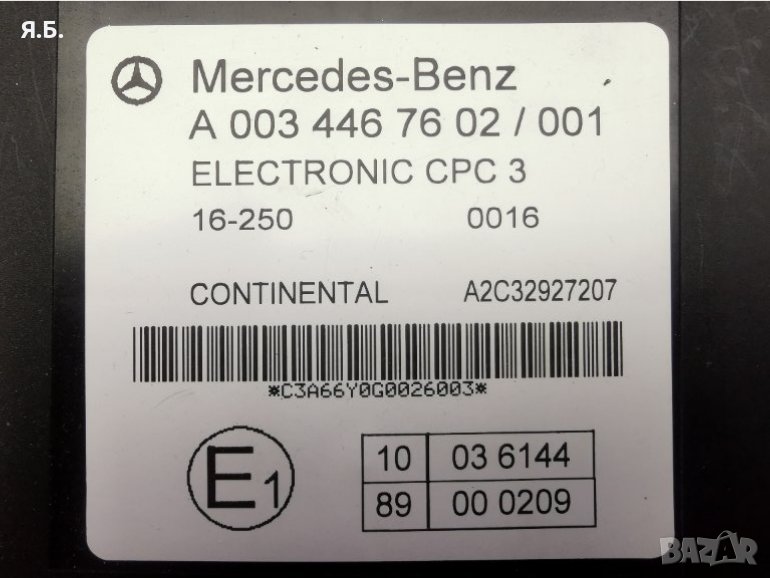 Я.Б.
Mercedes-Benz
A 003 446 76 02 / 001
ELECTRONIC CPC 3
16-250 0016
CONTINENTAL A2C32927207
*C3A66Y0G0026003*
E1
10 03 6144
89 00 0209
BAZAR